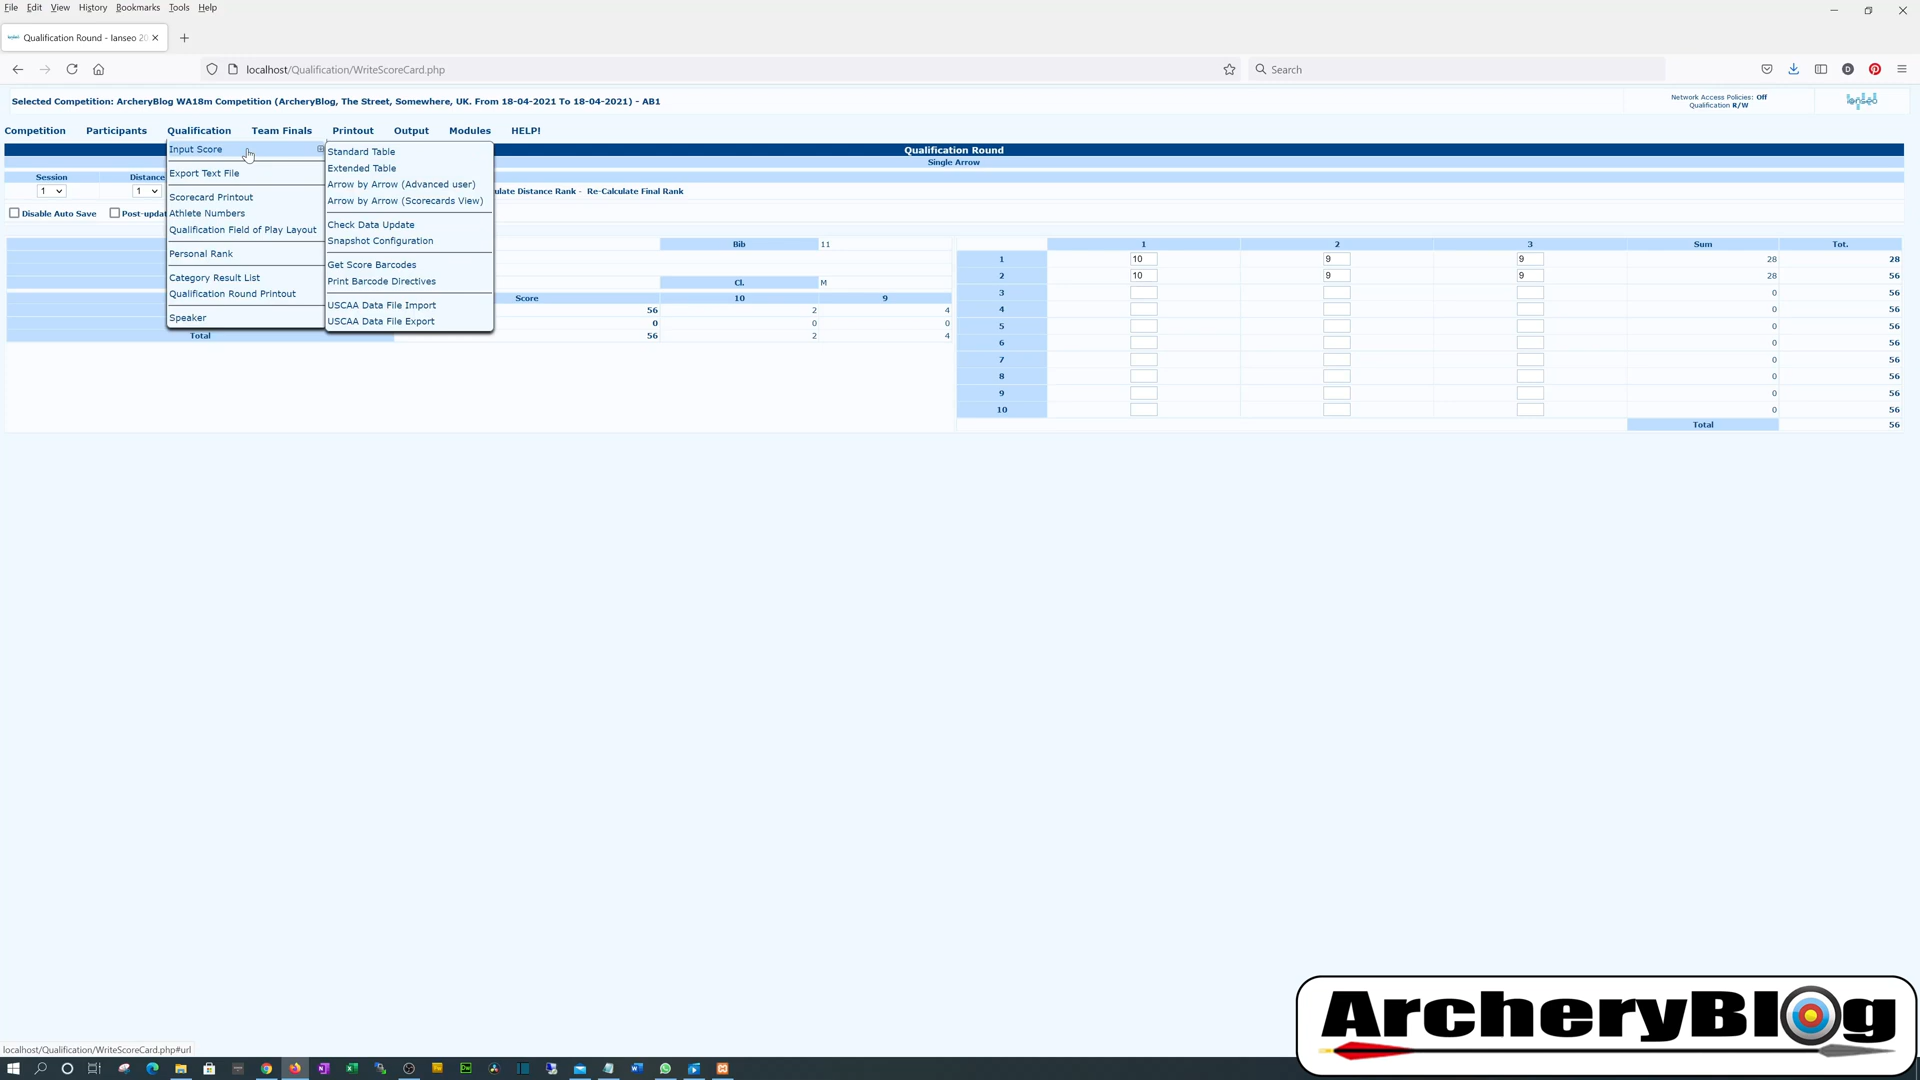 File Edit View History Bookmarks Tools Help
Qualification Round - Ianseo 20
localhost/Qualification/WriteScoreCard.php
Search
Selected Competition: ArcheryBlog WA18m Competition (ArcheryBlog, The Street, Somewhere, UK. From 18-04-2021 To 18-04-2021) - AB1
Network Access Policies: Off
Qualification R/W
Competition Participants Qualification Team Finals Printout Output Modules HELP!
Input Score
Export Text File
Scorecard Printout
Athlete Numbers
Qualification Field of Play Layout
Personal Rank
Category Result List
Qualification Round Printout
Speaker
Standard Table
Extended Table
Arrow by Arrow (Advanced user)
Arrow by Arrow (Scorecards View)
Check Data Update
Snapshot Configuration
Get Score Barcodes
Print Barcode Directives
USCAA Data File Import
USCAA Data File Export
Qualification Round
Single Arrow
Session Distance
1 1
ulate Distance Rank - Re-Calculate Final Rank
Disable Auto Save Post-updat
Bib 11
Cl. M
Score 10 9
56 2 4
0 0 0
Total 56 2 4
1 2 3 Sum Tot.
1 10 9 9 28 28
2 10 9 9 28 56
3 0 56
4 0 56
5 0 56
6 0 56
7 0 56
8 0 56
9 0 56
10 0 56
Total 56
localhost/Qualification/WriteScoreCard.php#url
ArcheryBlog